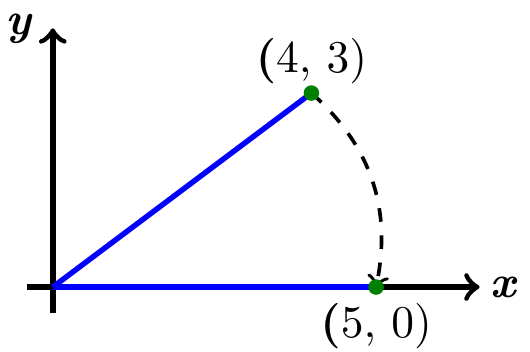 y
(4, 3)
x
(5, 0)